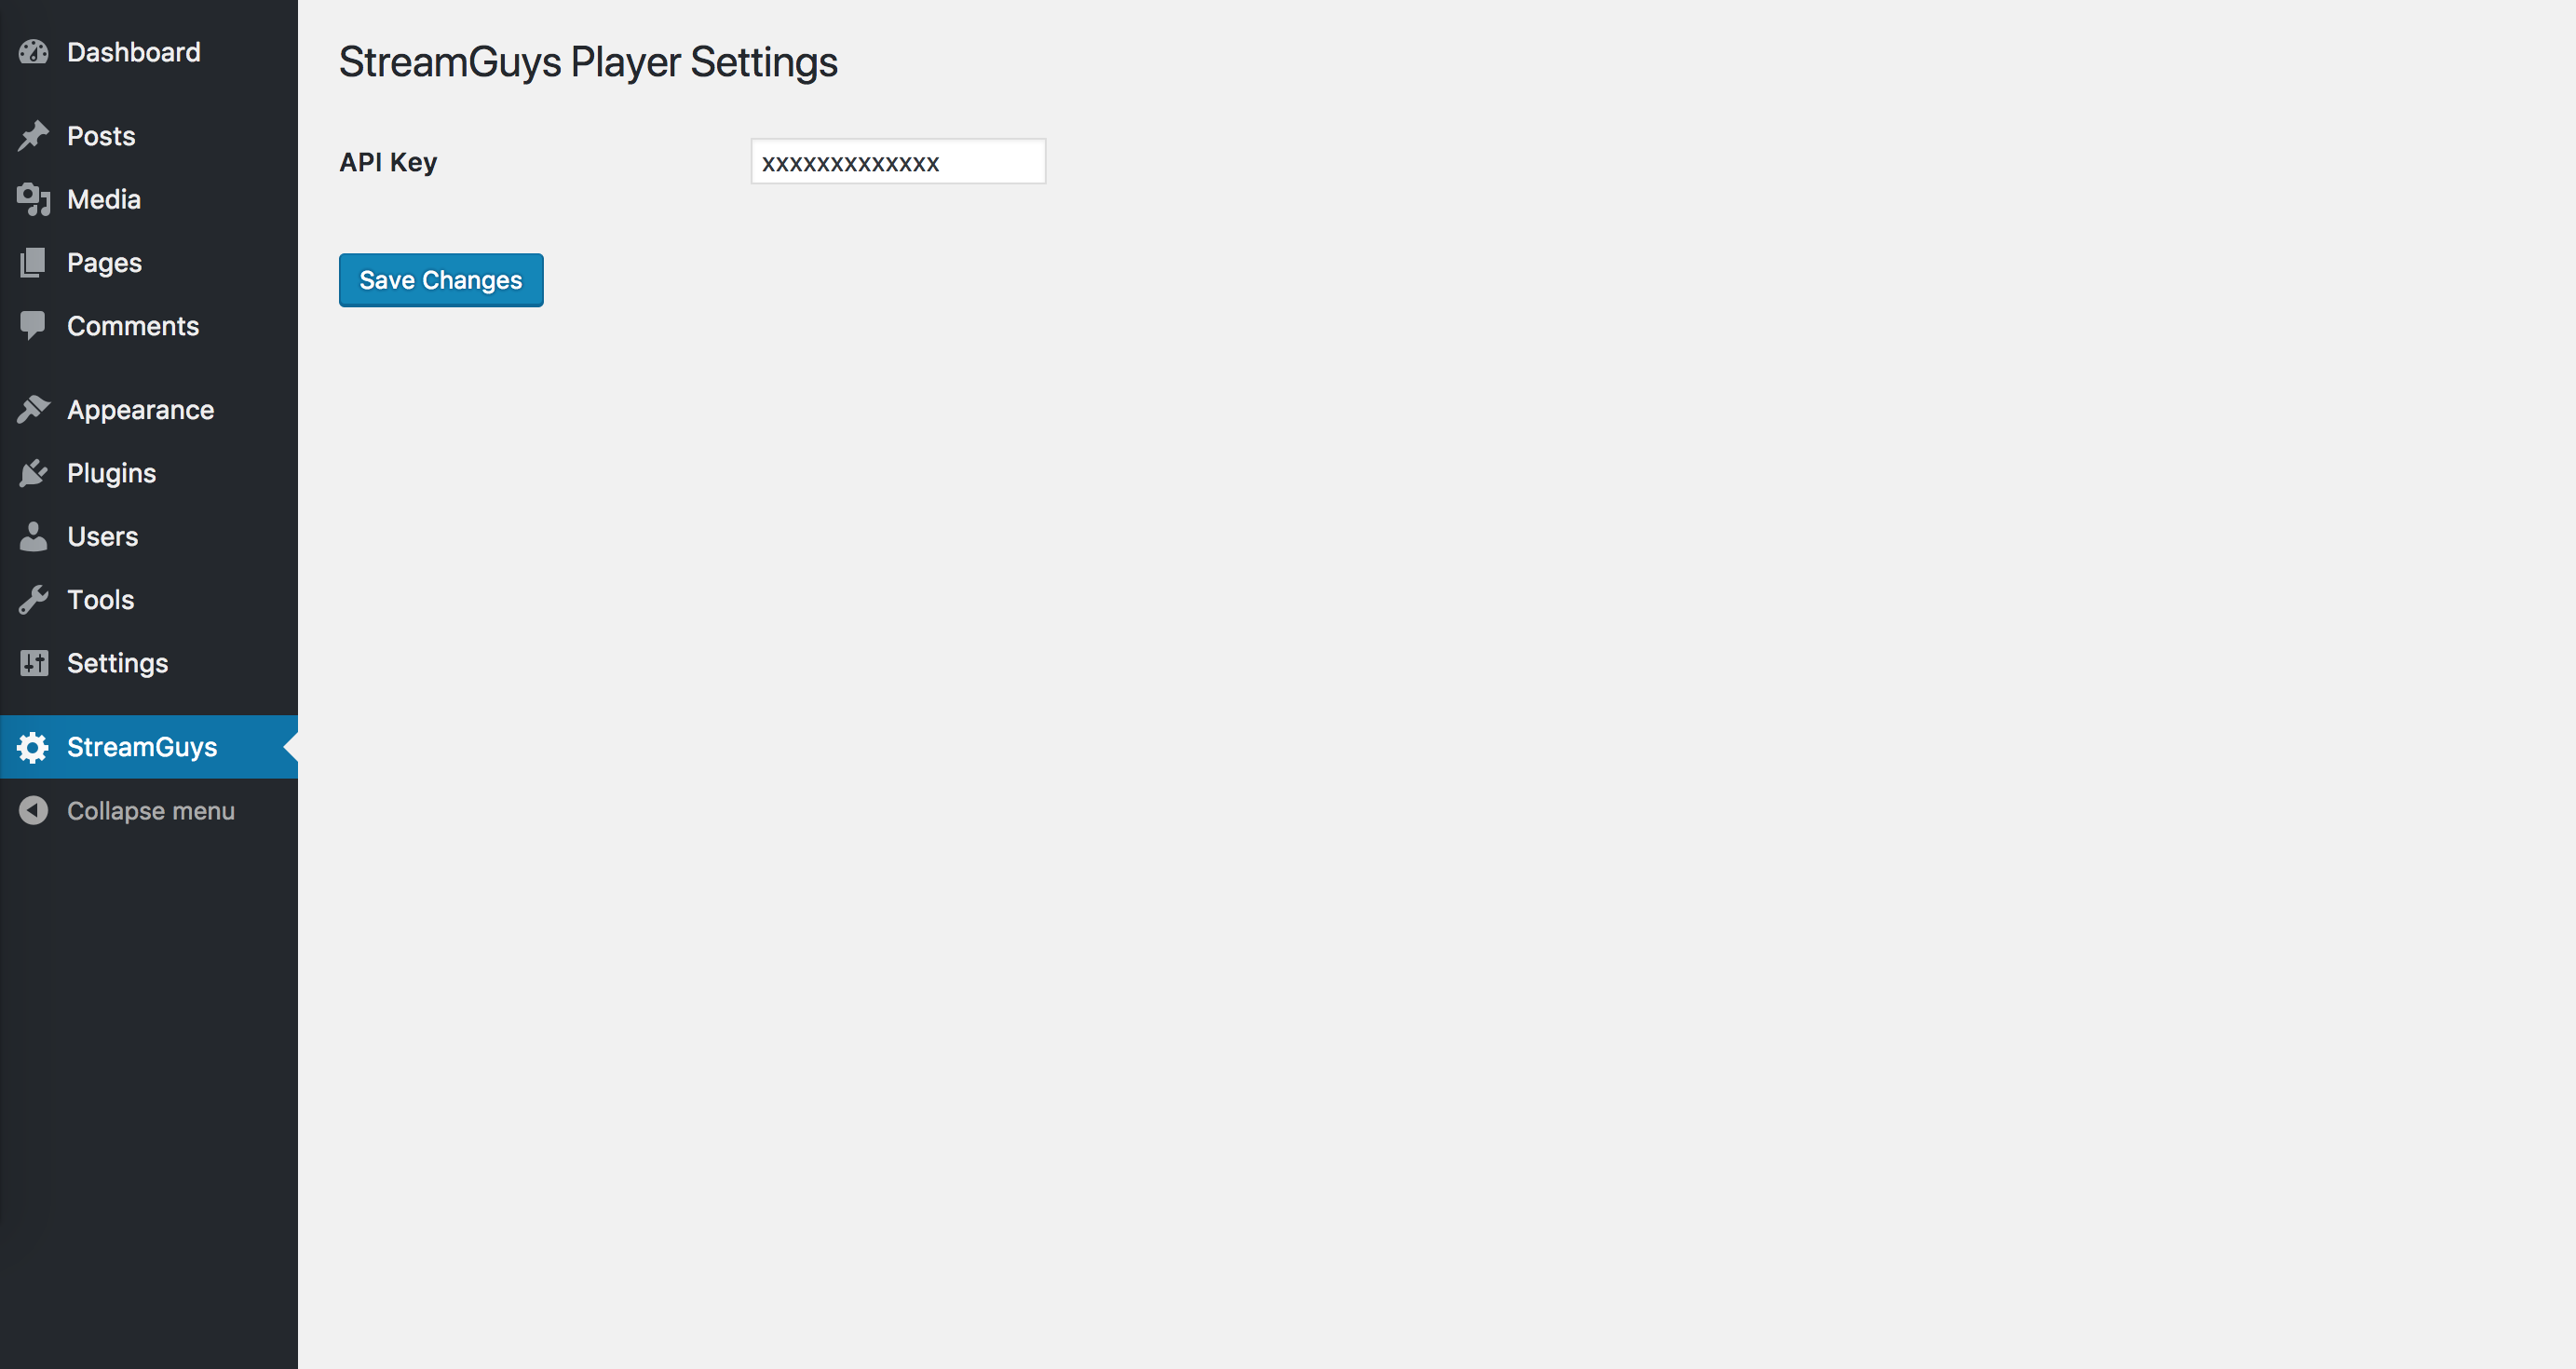 Dashboard
Posts
Media
Pages
Comments
Appearance
Plugins
Users
Tools
Settings
StreamGuys
Collapse menu
StreamGuys Player Settings
API Key
xxxxxxxxxxxxx
Save Changes